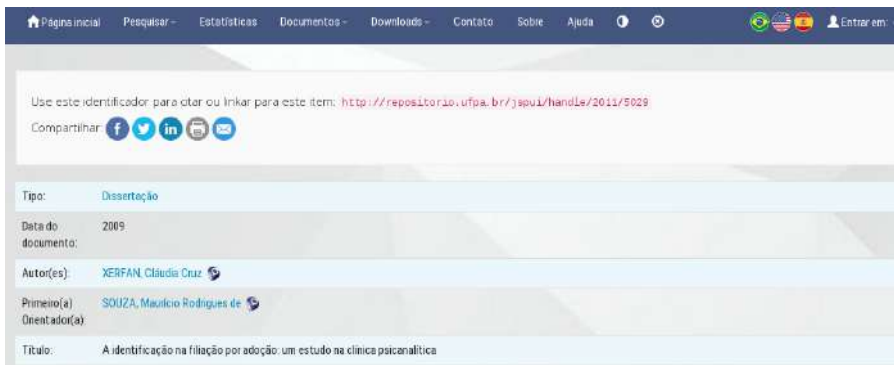 Página inicial Pesquisar Estatísticas Documentos Downloads Contato Sobre Ajuda Entrar em:
Use este identificador para citar ou linkar para este item: http://repositorio.ufpa.br/jspui/handle/2011/5029
Compartilhar:
Tipo: Dissertação
Data do 2009
documento:
Autor(es): XERFAN, Cláudia Cruz
Primeiro(a) SOUZA, Maurício Rodrigues de
Orientador(a):
Título: A identificação na filiação por adoção: um estudo na clínica psicanalítica